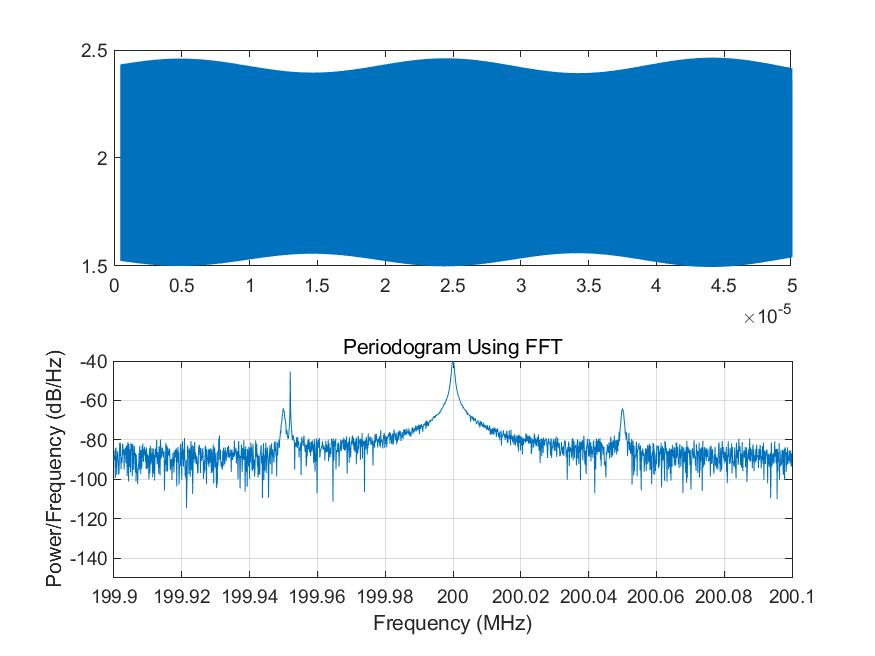 2.5
2
1.5
0 0.5 1 1.5 2 2.5 3 3.5 4 4.5 5
×10-5
Periodogram Using FFT
Power/Frequency (dB/Hz)
-40
-60
-80
-100
-120
-140
199.9 199.92 199.94 199.96 199.98 200 200.02 200.04 200.06 200.08 200.1
Frequency (MHz)